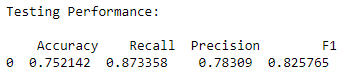 Testing Performance:
Accuracy Recall Precision F1
0 0.752142 0.873358 0.78309 0.825765